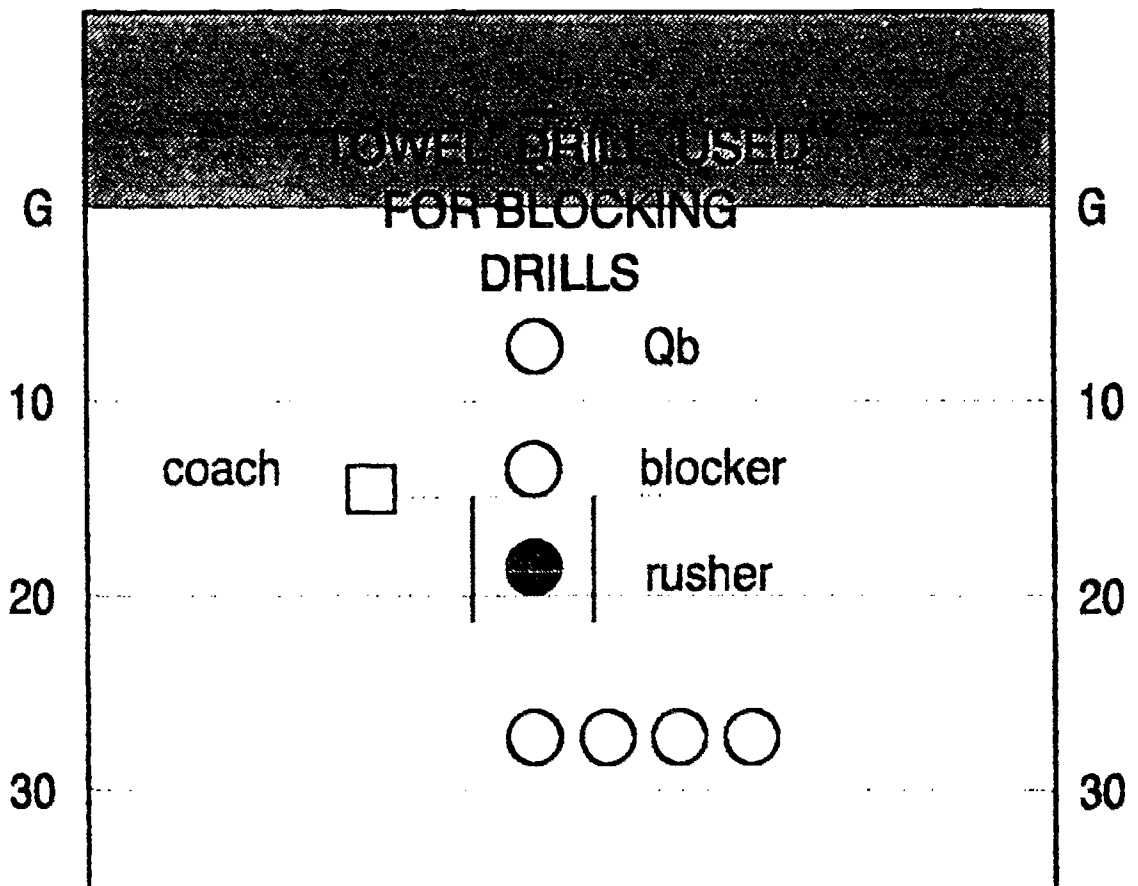 TOWEL DRILL USED
G FOR BLOCKING G
DRILLS
Qb
10 10
coach blocker
rusher
20 20
30 30